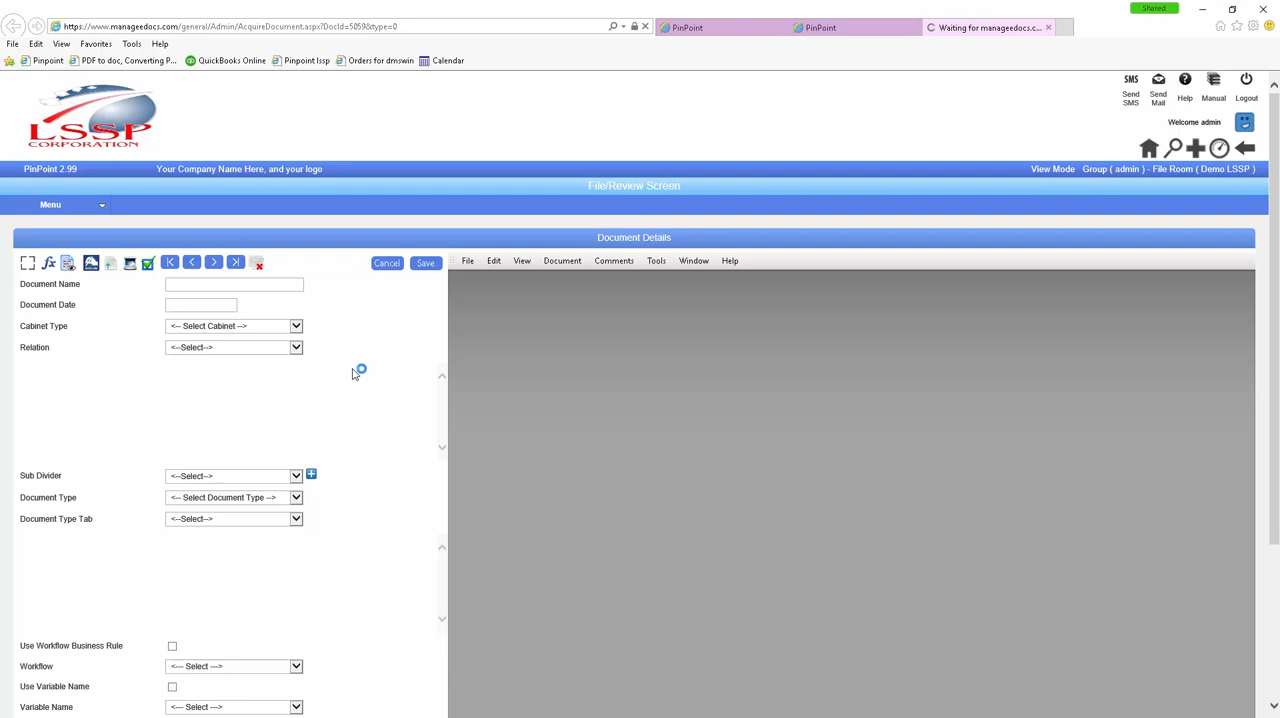 Shared
https://www.manageedocs.com/general/Admin/AcquireDocument.aspx?DocId=5059&type=0
PinPoint
PinPoint
Waiting for manageedocs.c...
File Edit View Favorites Tools Help
Pinpoint
PDF to doc, Converting P...
QuickBooks Online
Pinpoint lssp
Orders for dmswin
Calendar
LSSP
CORPORATION
SMS
Send SMS
Send Mail
Help
Manual
Logout
Welcome admin
PinPoint 2.99
Your Company Name Here, and your logo
View Mode Group ( admin ) - File Room ( Demo LSSP )
File/Review Screen
Menu
Document Details
fx
Cancel
Save
File Edit View Document Comments Tools Window Help
Document Name
Document Date
Cabinet Type <-- Select Cabinet -->
Relation <--Select-->
Sub Divider <--Select-->
Document Type <-- Select Document Type -->
Document Type Tab <--Select-->
Use Workflow Business Rule
Workflow <--- Select --->
Use Variable Name
Variable Name <--- Select --->